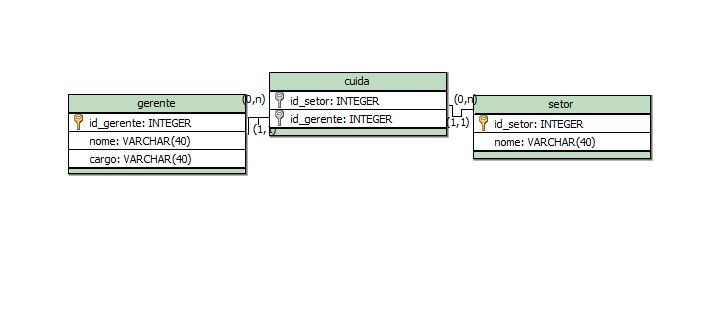 gerente
id_gerente: INTEGER
nome: VARCHAR(40)
cargo: VARCHAR(40)
(0,n)
(1,1)
cuida
id_setor: INTEGER
id_gerente: INTEGER
(0,n)
(1,1)
setor
id_setor: INTEGER
nome: VARCHAR(40)